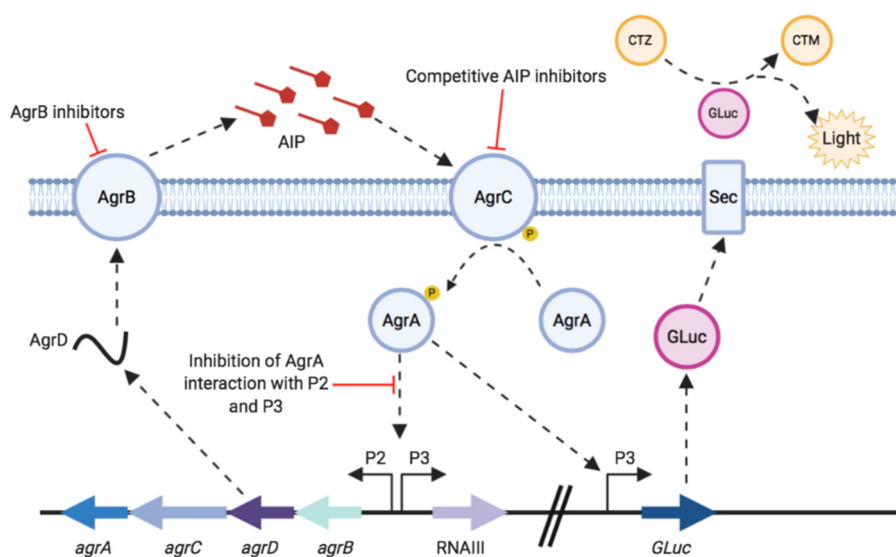 CTZ
CTM
GLuc
Light
Competitive AIP inhibitors
AgrB inhibitors
AIP
AgrB
AgrC
Sec
P
P
AgrA
AgrA
GLuc
AgrD
Inhibition of AgrA
interaction with P2
and P3
P2
P3
P3
agrA
agrC
agrD
agrB
RNAIII
GLuc